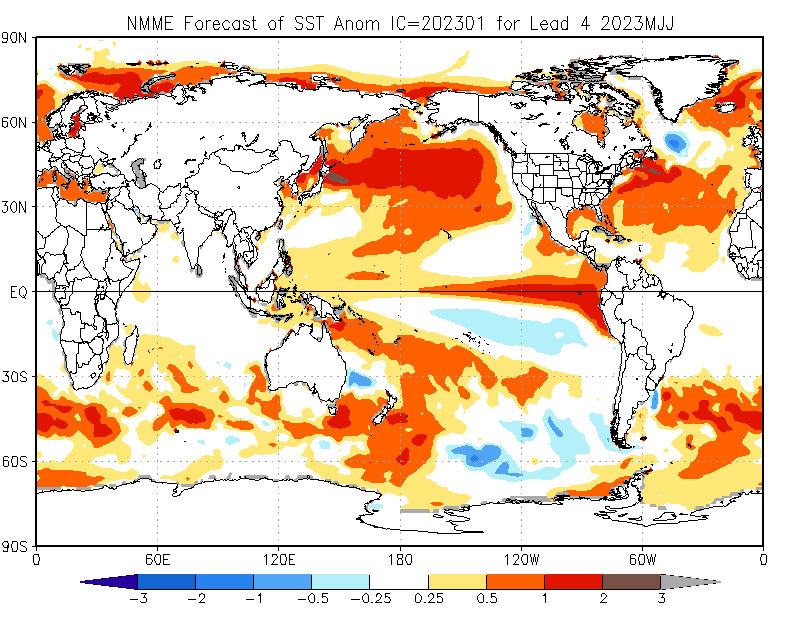 NMME Forecast of SST Anom IC=202301 for Lead 4 2023MJJ
90N
60N
30N
EQ
30S
60S
90S
0 60E 120E 180 120W 60W 0
-3 -2 -1 -0.5 -0.25 0.25 0.5 1 2 3